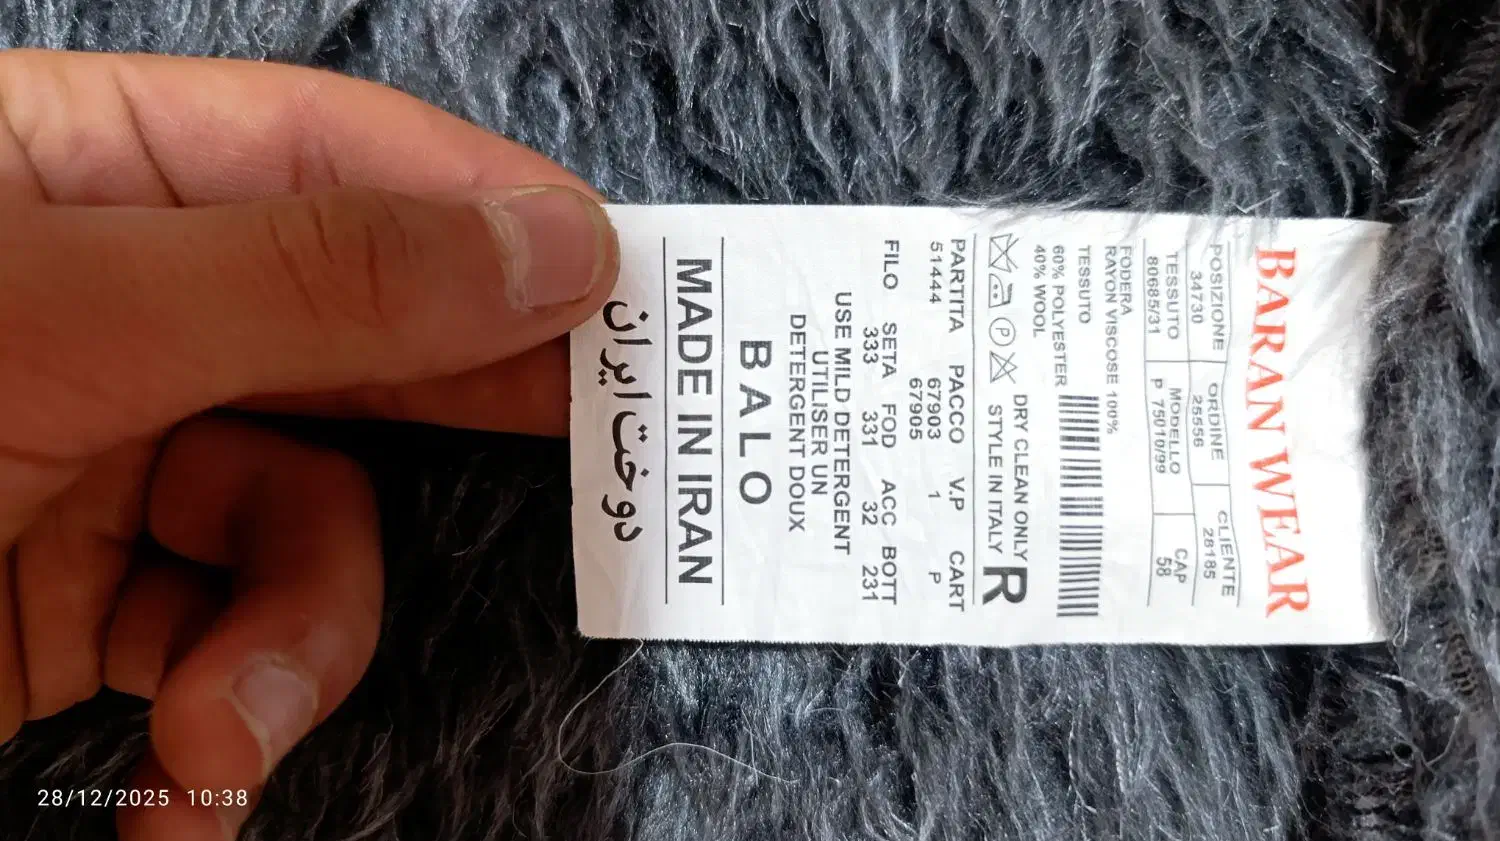 BARAN WEAR
POSIZIONE ORDINE CLIENTE
34730 25556 28185
TESSUTO MODELLO CAP
80685/31 P 75010/99 58
FODERA
RAYON VISCOSE 100%
TESSUTO
60% POLYESTER
40% WOOL
DRY CLEAN ONLY
STYLE IN ITALY R
P
PARTITA PACCO V.P CART
51444 67903 1 P
67905
FILO SETA FOD ACC BOTT
333 331 32 231
USE MILD DETERGENT
UTILISER UN
DETERGENT DOUX
BALO
MADE IN IRAN
دوخت ایران
28/12/2025 10:38